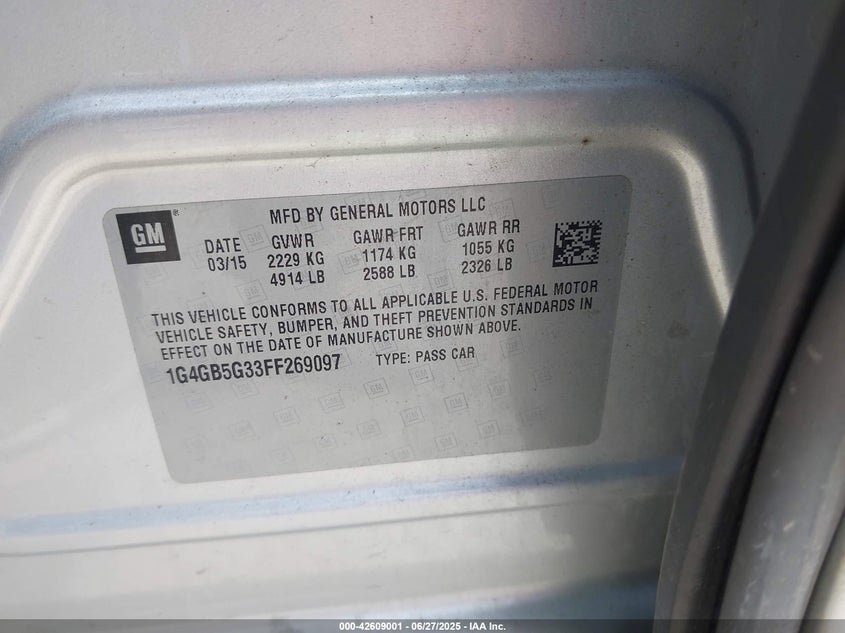 GM ®
MFD BY GENERAL MOTORS LLC
DATE GVWR GAWR FRT GAWR RR
03/15 2229 KG 1174 KG 1055 KG
4914 LB 2588 LB 2326 LB
THIS VEHICLE CONFORMS TO ALL APPLICABLE U.S. FEDERAL MOTOR
VEHICLE SAFETY, BUMPER, AND THEFT PREVENTION STANDARDS IN
EFFECT ON THE DATE OF MANUFACTURE SHOWN ABOVE.
1G4GB5G33FF269097 TYPE: PASS CAR
000-42609001 - 06/27/2025 - IAA Inc.